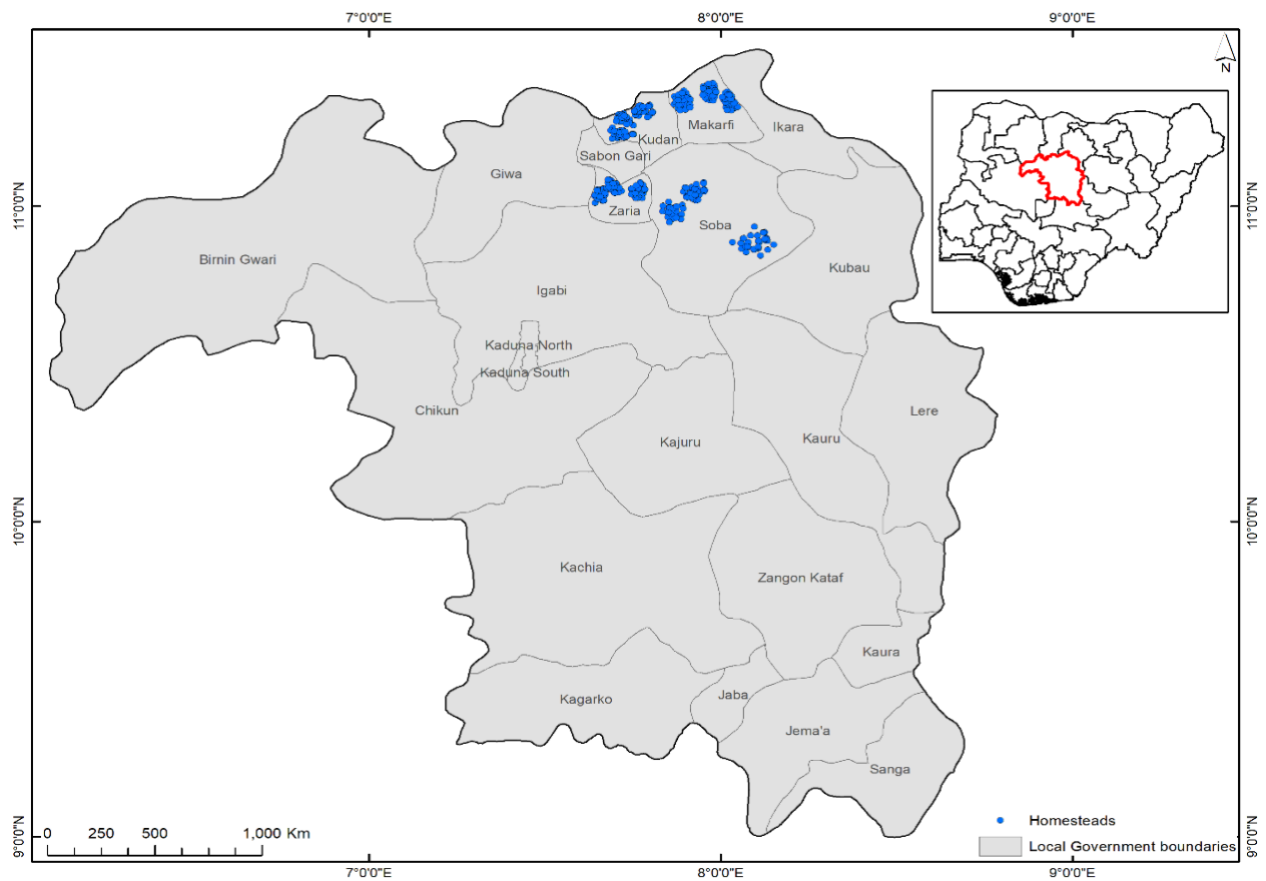 7°0'0"E 8°0'0"E 9°0'0"E
N
11°0'0"N
10°0'0"N
9°0'0"N
Makarfi
Ikara
Kudan
Sabon Gari
Giwa
Zaria
Soba
Birnin Gwari
Kubau
Igabi
Kaduna North
Kaduna South
Chikun
Lere
Kajuru
Kauru
Kachia
Zangon Kataf
Kaura
Kagarko
Jaba
Jema'a
Sanga
11°0'0"N
10°0'0"N
9°0'0"N
0 250 500 1,000 Km
Homesteads
Local Government boundaries
7°0'0"E 8°0'0"E 9°0'0"E